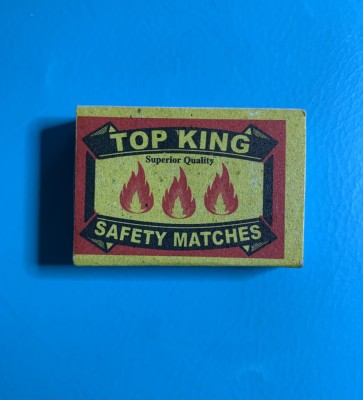 TOP KING
Superior Quality
SAFETY MATCHES